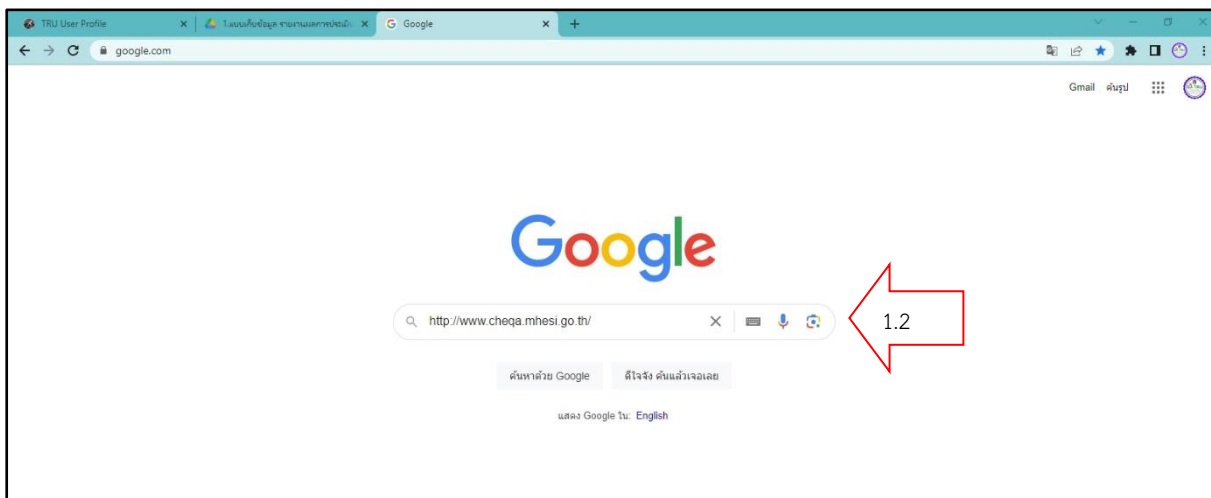 TRU User Profile
1.แบบเก็บข้อมูล รายงานผลการประเมิน
Google
google.com
Gmail ค้นรูป
Google
http://www.cheqa.mhesi.go.th/
1.2
ค้นหาด้วย Google ดีใจจัง ค้นแล้วเจอเลย
แสดง Google ใน: English